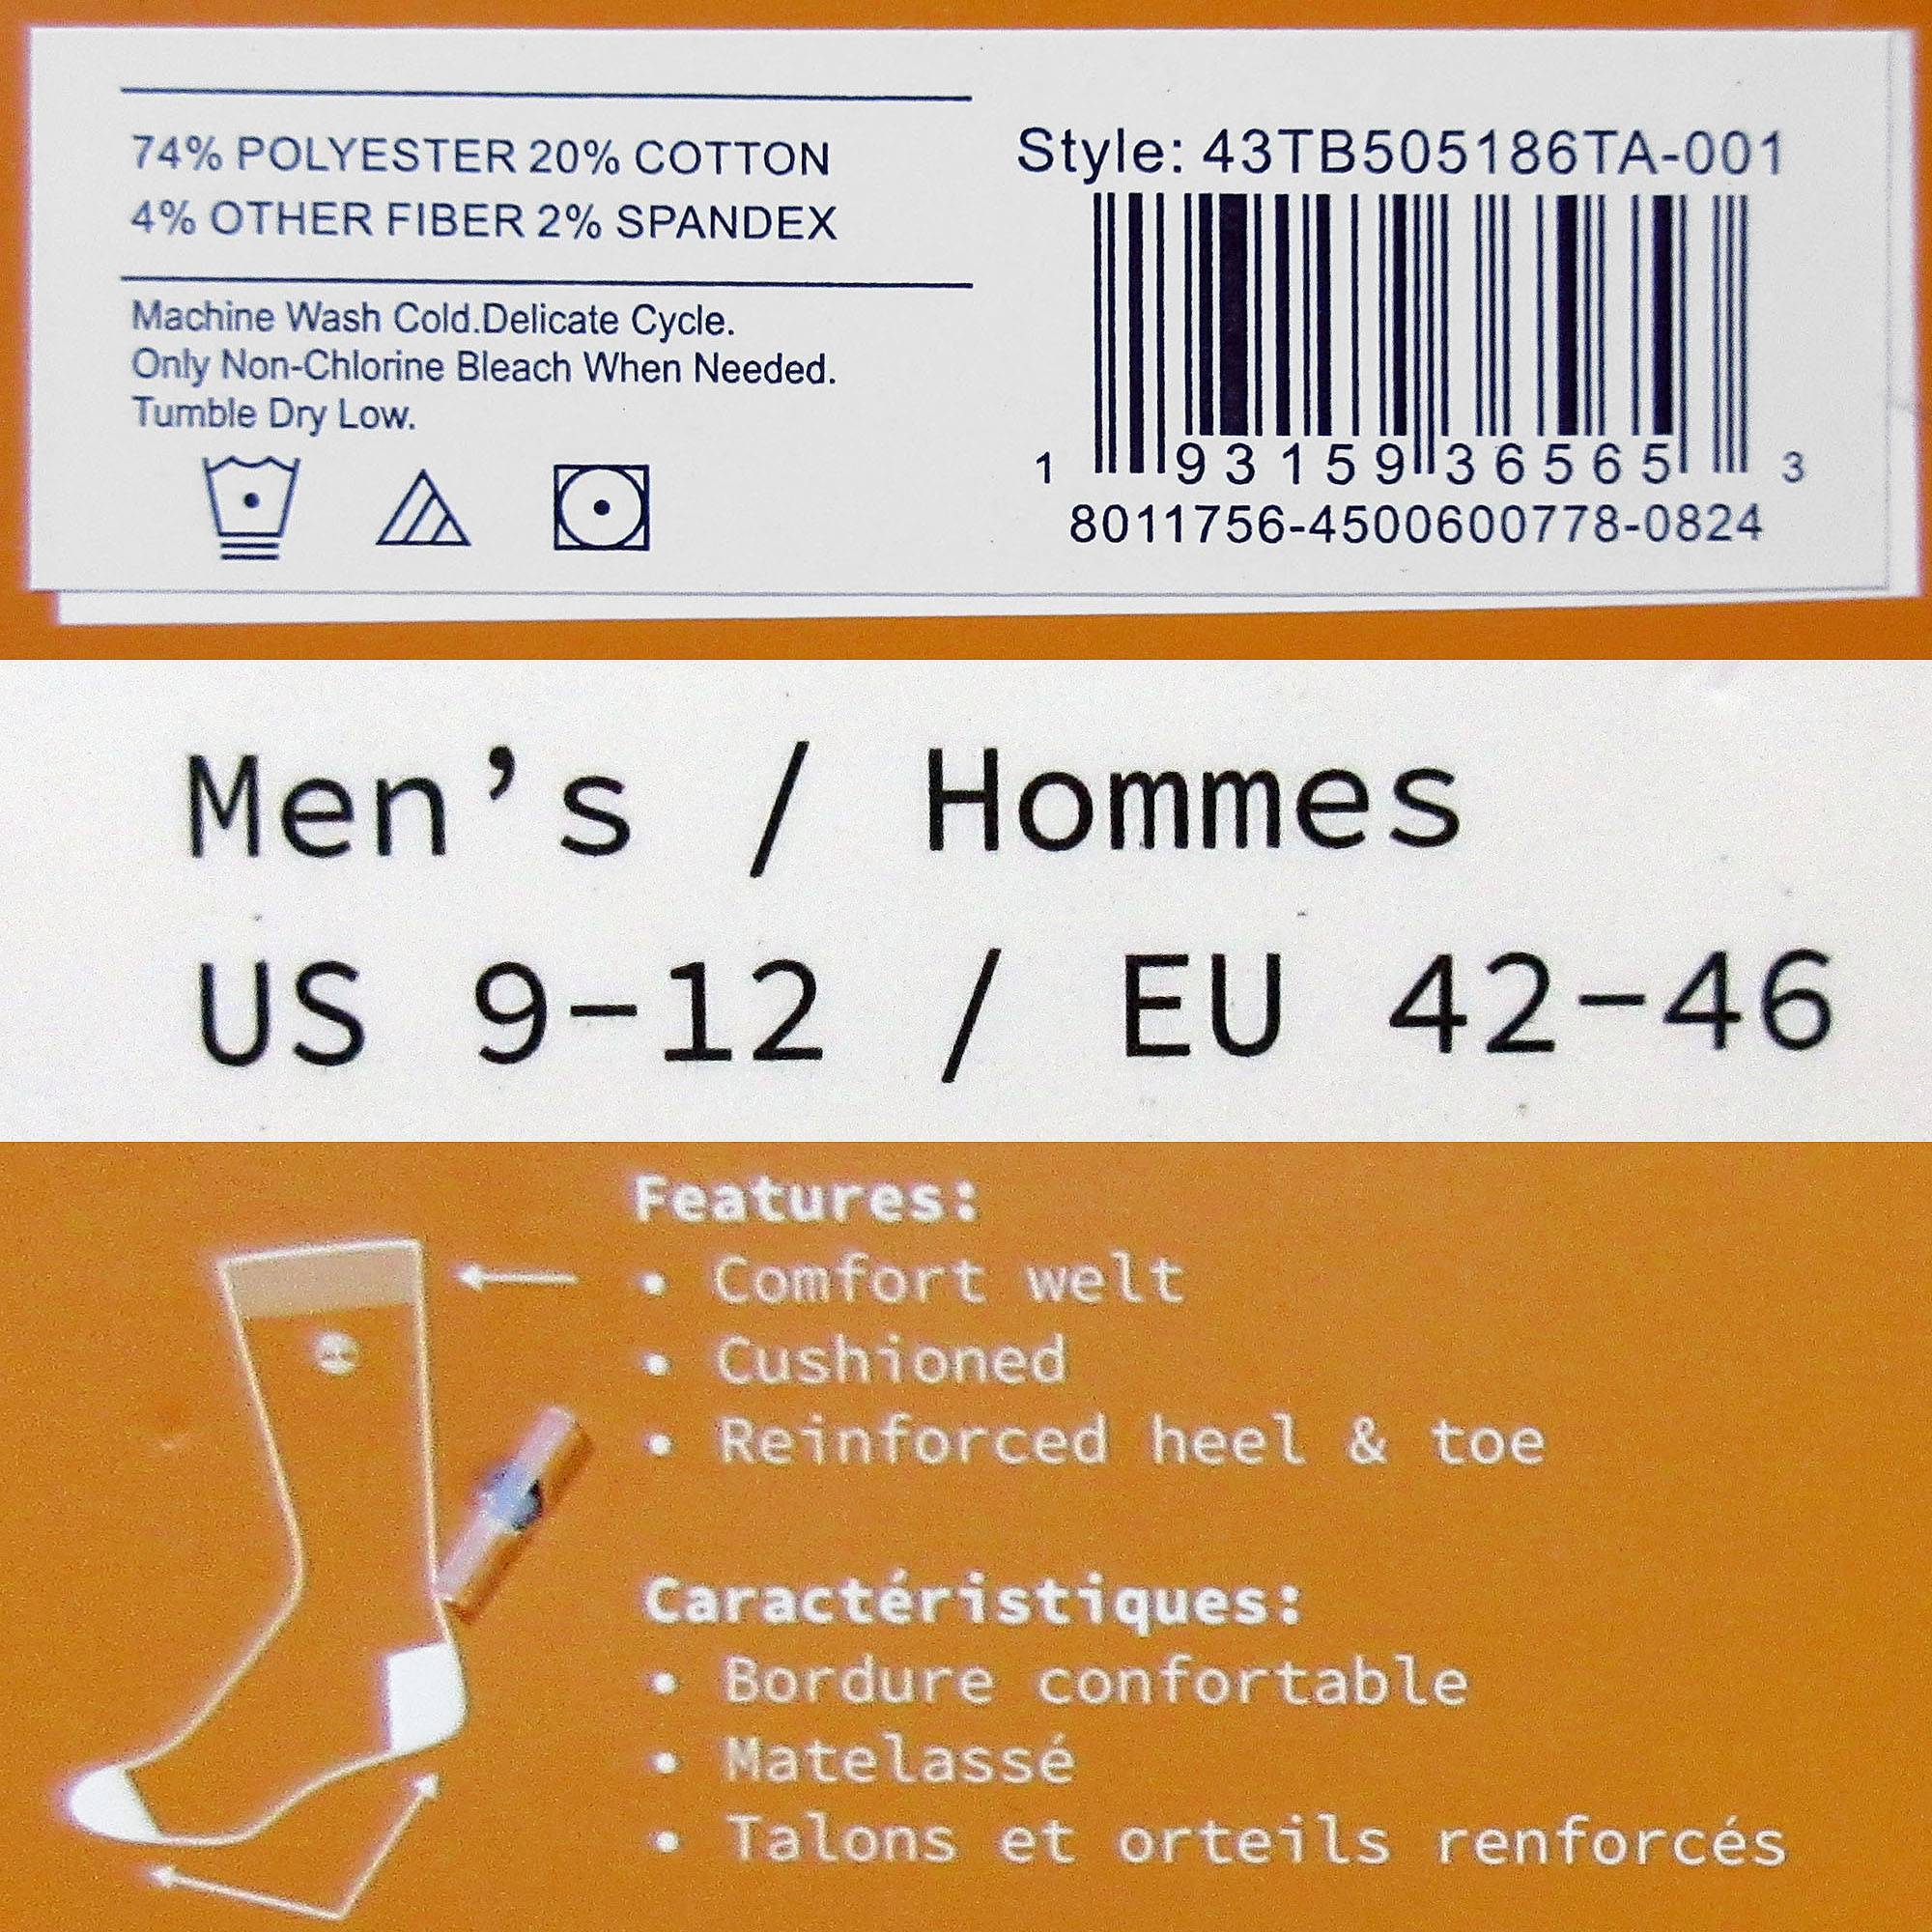 74% POLYESTER 20% COTTON
4% OTHER FIBER 2% SPANDEX
Machine Wash Cold.Delicate Cycle.
Only Non-Chlorine Bleach When Needed.
Tumble Dry Low.
Style: 43TB505186TA-001
1 93159 36565 3
8011756-4500600778-0824
Men's / Hommes
US 9-12 / EU 42-46
Features:
• Comfort welt
• Cushioned
• Reinforced heel & toe
Caractéristiques:
• Bordure confortable
• Matelassé
• Talons et orteils renforcés